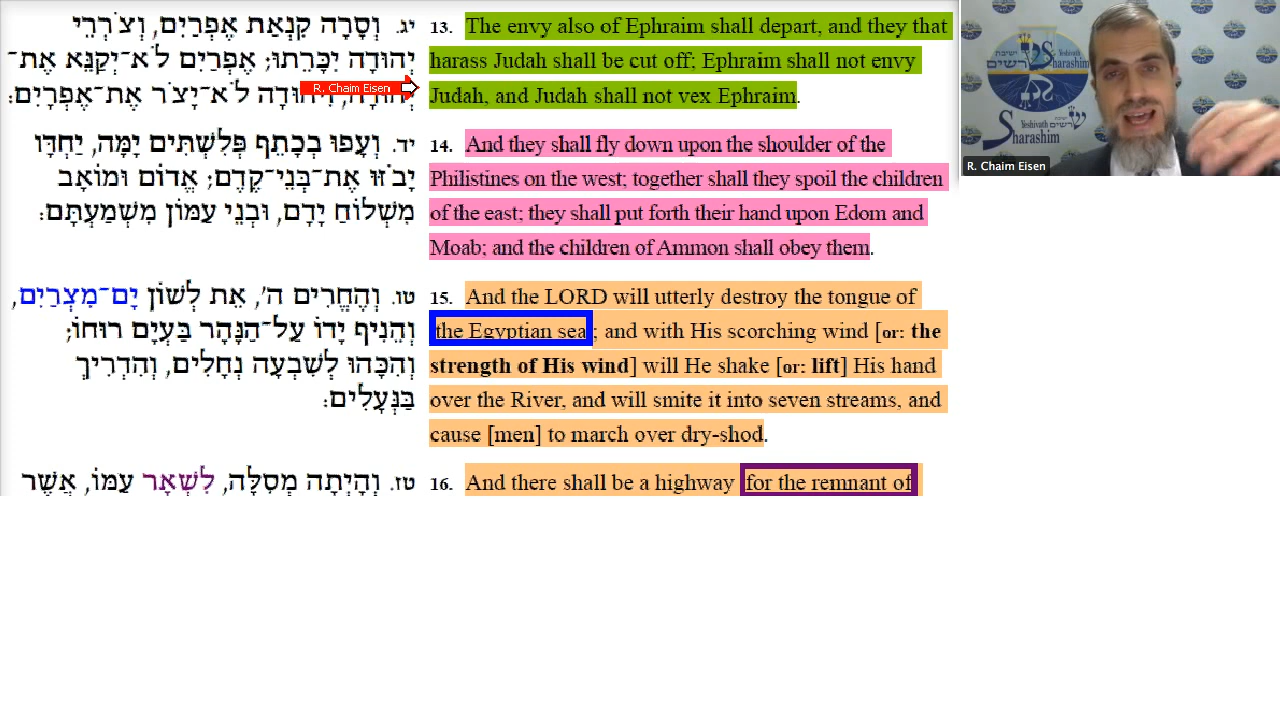 יג. וְסָרָה קִנְאַת אֶפְרַיִם, וְצֹרְרֵי
יְהוּדָה יִכָּרֵתוּ; אֶפְרַיִם לֹא־יְקַנֵּא אֶת־
לֹא־יָצֹר אֶת־אֶפְרָיִם:
R. Chaim Eisen
13. The envy also of Ephraim shall depart, and they that
harass Judah shall be cut off; Ephraim shall not envy
Judah, and Judah shall not vex Ephraim.
יד. וְעָפוּ בְכָתֵף פְּלִשְׁתִּים יָמָּה, יַחְדָּו
יָבֹזּוּ אֶת־בְּנֵי־קֶדֶם; אֱדוֹם וּמוֹאָב
מִשְׁלוֹחַ יָדָם, וּבְנֵי עַמּוֹן מִשְׁמַעְתָּם:
14. And they shall fly down upon the shoulder of the
Philistines on the west; together shall they spoil the children
of the east; they shall put forth their hand upon Edom and
Moab; and the children of Ammon shall obey them.
טו. וְהֶחֱרִים ה', אֵת לְשׁוֹן יָם־מִצְרַיִם,
וְהֵנִיף יָדוֹ עַל־הַנָּהָר בַּעְיָם רוּחוֹ;
וְהִכָּהוּ לְשִׁבְעָה נְחָלִים, וְהִדְרִיךְ
בַּנְּעָלִים:
15. And the LORD will utterly destroy the tongue of
the Egyptian sea; and with His scorching wind [or: the
strength of His wind] will He shake [or: lift] His hand
over the River, and will smite it into seven streams, and
cause [men] to march over dry-shod.
טז. וְהָיְתָה מְסִלָּה, לִשְׁאָר עַמּוֹ, אֲשֶׁר
16. And there shall be a highway for the remnant of
ישיבת
שרשים
Yeshivath
Sharashim
Yeshivath שרשים
Sharashim
R. Chaim Eisen